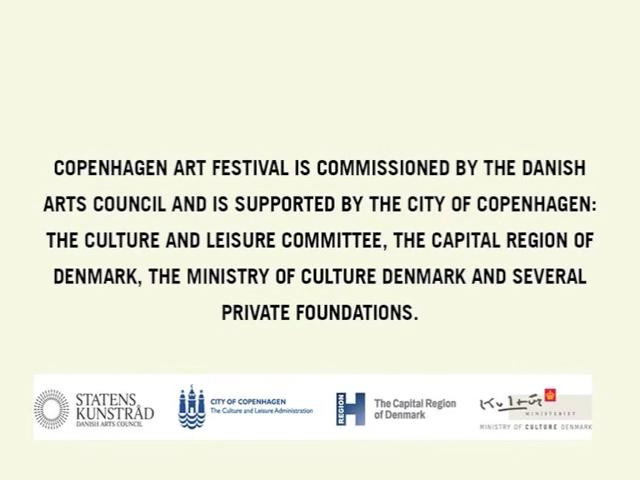 COPENHAGEN ART FESTIVAL IS COMMISSIONED BY THE DANISH
ARTS COUNCIL AND IS SUPPORTED BY THE CITY OF COPENHAGEN:
THE CULTURE AND LEISURE COMMITTEE, THE CAPITAL REGION OF
DENMARK, THE MINISTRY OF CULTURE DENMARK AND SEVERAL
PRIVATE FOUNDATIONS.
STATENS
KUNSTRÅD
DANISH ARTS COUNCIL
CITY OF COPENHAGEN
The Culture and Leisure Administration
REGION
H
The Capital Region
of Denmark
Kultur
MINISTERIET
MINISTRY OF CULTURE DENMARK